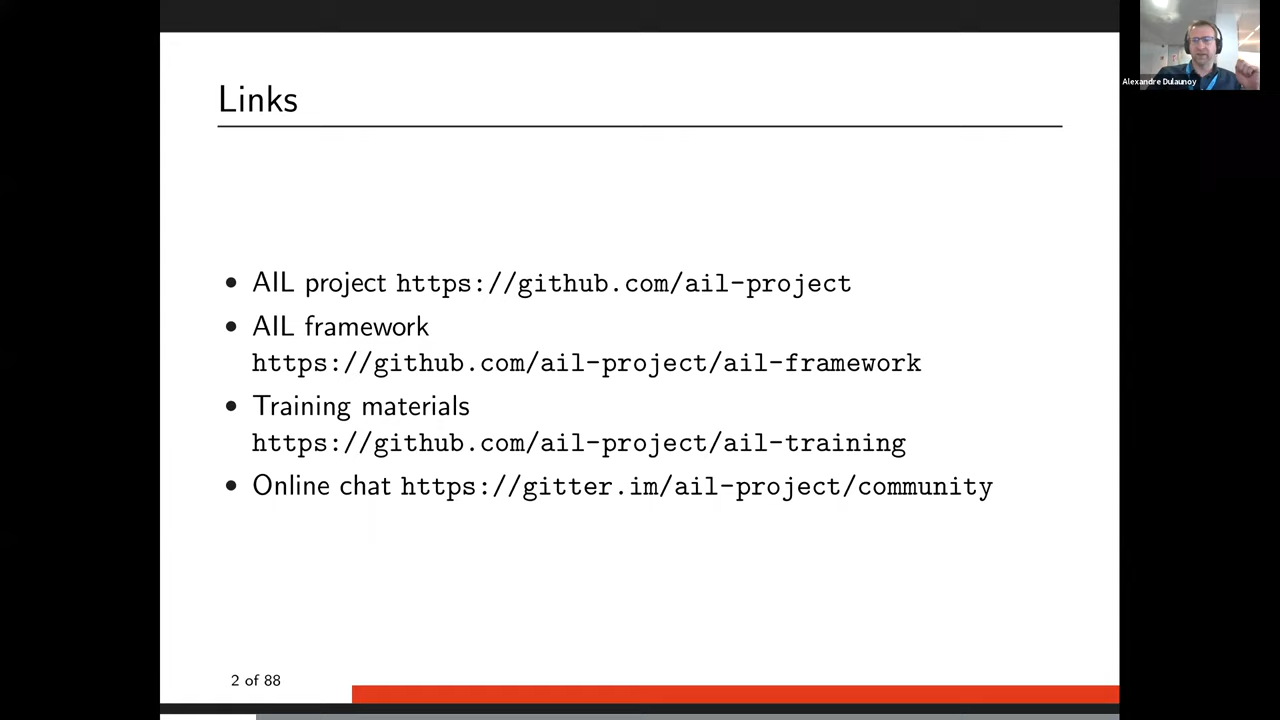 Alexandre Dulaunoy
Links
• AIL project https://github.com/ail-project
• AIL framework
https://github.com/ail-project/ail-framework
• Training materials
https://github.com/ail-project/ail-training
• Online chat https://gitter.im/ail-project/community
2 of 88